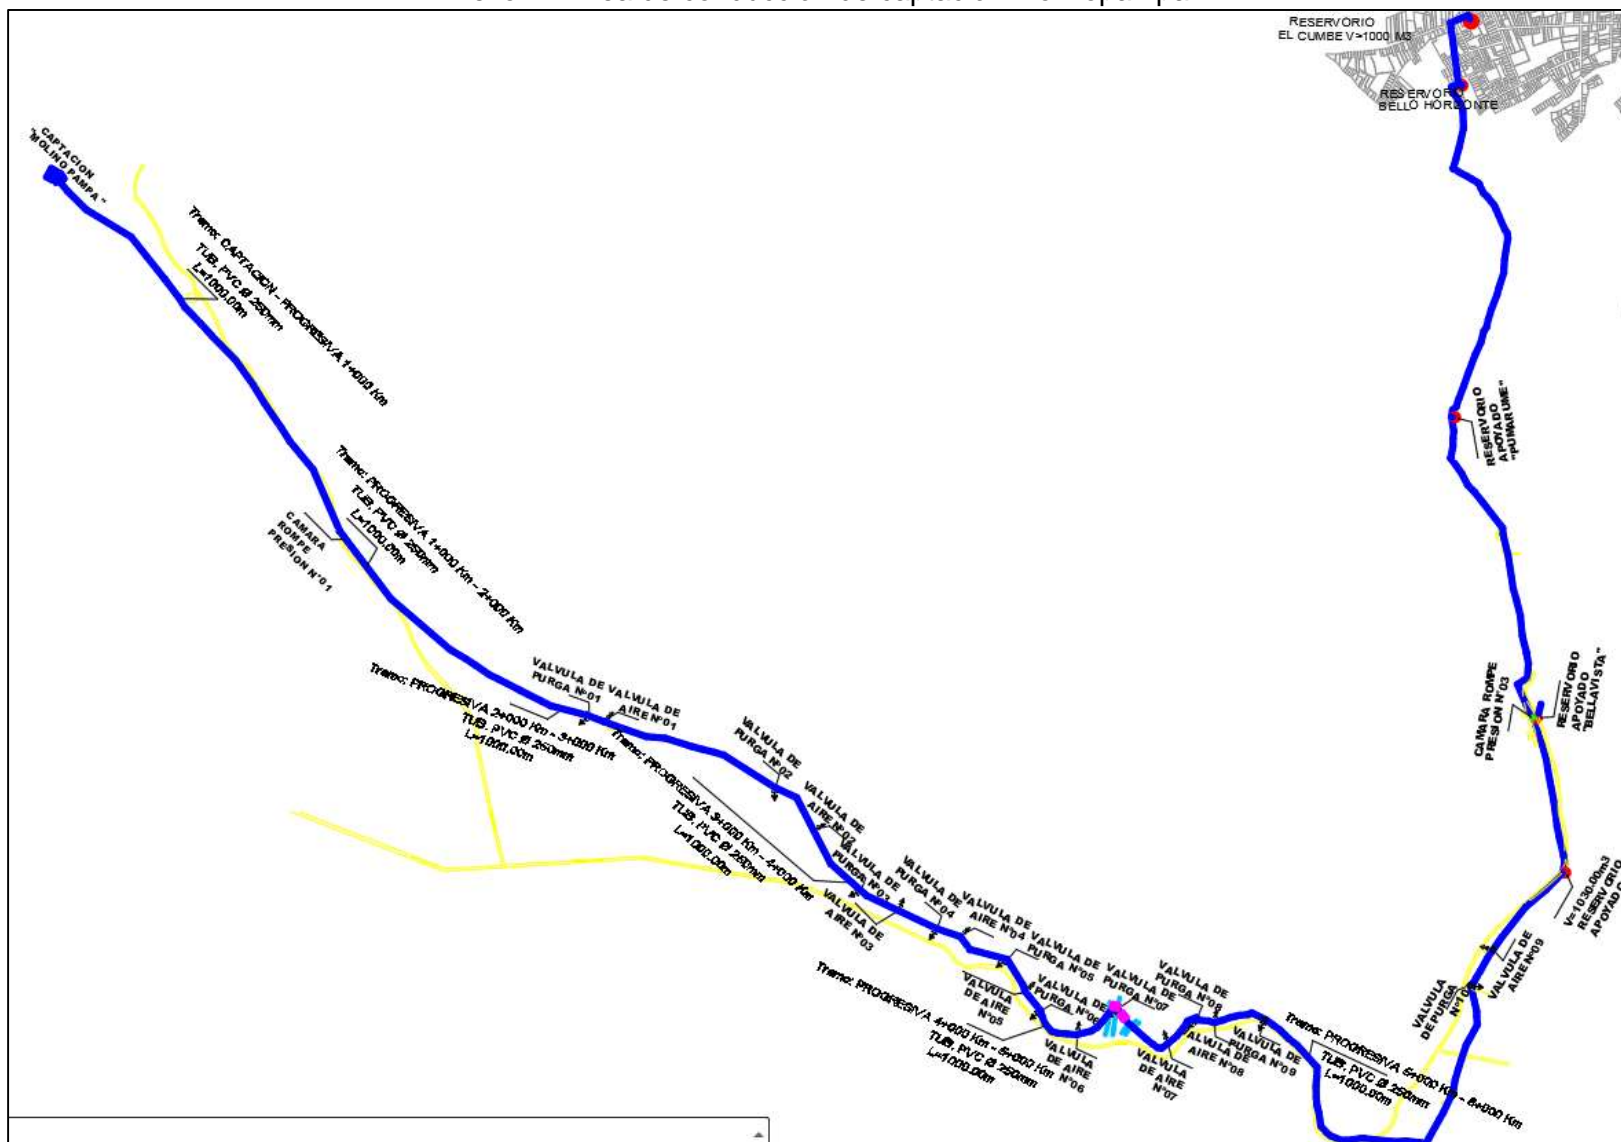 RESERVORIO
EL CUMBE V>1000 M3
RESERVORIO
BELLO HORIZONTE
CAPTACION
"MOLINO PAMPA"
Tramo: CAPTACION - PROGRESIVA 1+000 Km
TUB. PVC Ø 250mm
L=1000.00m
Tramo: PROGRESIVA 1+000 Km - 2+000 Km
TUB. PVC Ø 250mm
L=1000.00m
CAMARA
ROMPE
PRESION N°01
RESERVORIO
APOYADO
"PUMARUME"
Tramo: PROGRESIVA 2+000 Km - 3+000 Km
TUB. PVC Ø 250mm
L=1000.00m
VALVULA DE
PURGA N°01
VALVULA DE
AIRE N°01
VALVULA DE
PURGA N°02
CAMARA ROMPE
PRESION N°03
RESERVORIO
APOYADO
"BELLAVISTA"
Tramo: PROGRESIVA 3+000 Km - 4+000 Km
TUB. PVC Ø 250mm
L=1000.00m
VALVULA DE
AIRE N°02
VALVULA DE
PURGA N°03
VALVULA DE
AIRE N°03
VALVULA DE
PURGA N°04
VALVULA DE
AIRE N°04
VALVULA DE
PURGA N°05
VALVULA
DE AIRE
N°05
VALVULA DE
PURGA N°06
VALVULA
DE AIRE
N°06
VALVULA DE
PURGA N°07
VALVULA
DE AIRE
N°07
VALVULA DE
PURGA N°08
VALVULA DE
AIRE N°08
VALVULA DE
PURGA N°09
Tramo: PROGRESIVA 4+000 Km - 5+000 Km
TUB. PVC Ø 250mm
L=1000.00m
Tramo: PROGRESIVA 5+000 Km - 6+000 Km
TUB. PVC Ø 250mm
L=1000.00m
VALVULA
DE PURGA
N°10
VALVULA DE
AIRE N°09
V=1030.00m3
RESERVORIO
APOYADO